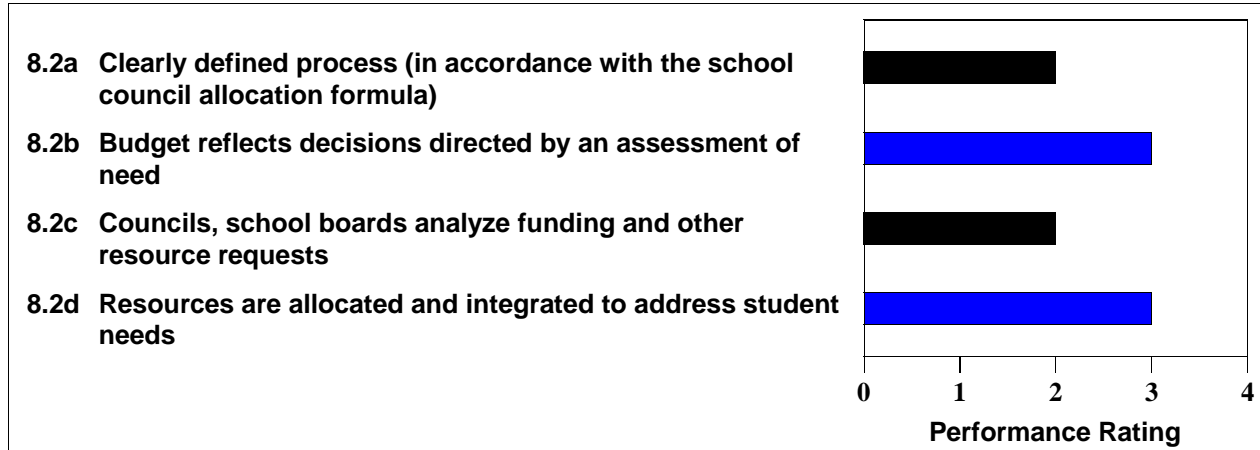 8.2a Clearly defined process (in accordance with the school
council allocation formula)
8.2b Budget reflects decisions directed by an assessment of
need
8.2c Councils, school boards analyze funding and other
resource requests
8.2d Resources are allocated and integrated to address student
needs
0 1 2 3 4
Performance Rating